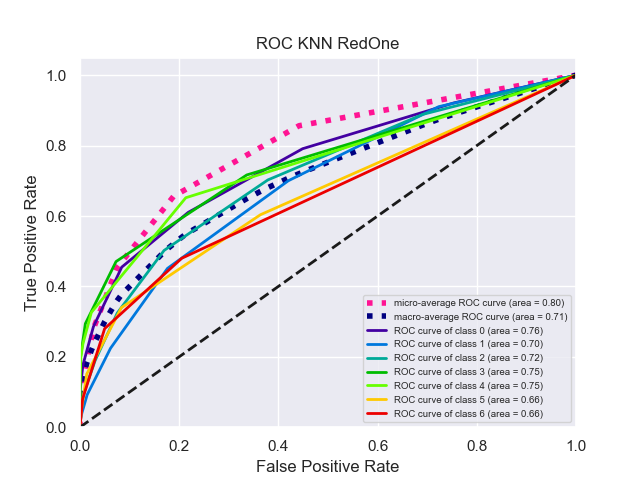 ROC KNN RedOne
True Positive Rate
1.0
0.8
0.6
0.4
0.2
0.0
micro-average ROC curve (area = 0.80)
macro-average ROC curve (area = 0.71)
ROC curve of class 0 (area = 0.76)
ROC curve of class 1 (area = 0.70)
ROC curve of class 2 (area = 0.72)
ROC curve of class 3 (area = 0.75)
ROC curve of class 4 (area = 0.75)
ROC curve of class 5 (area = 0.66)
ROC curve of class 6 (area = 0.66)
0.0 0.2 0.4 0.6 0.8 1.0
False Positive Rate